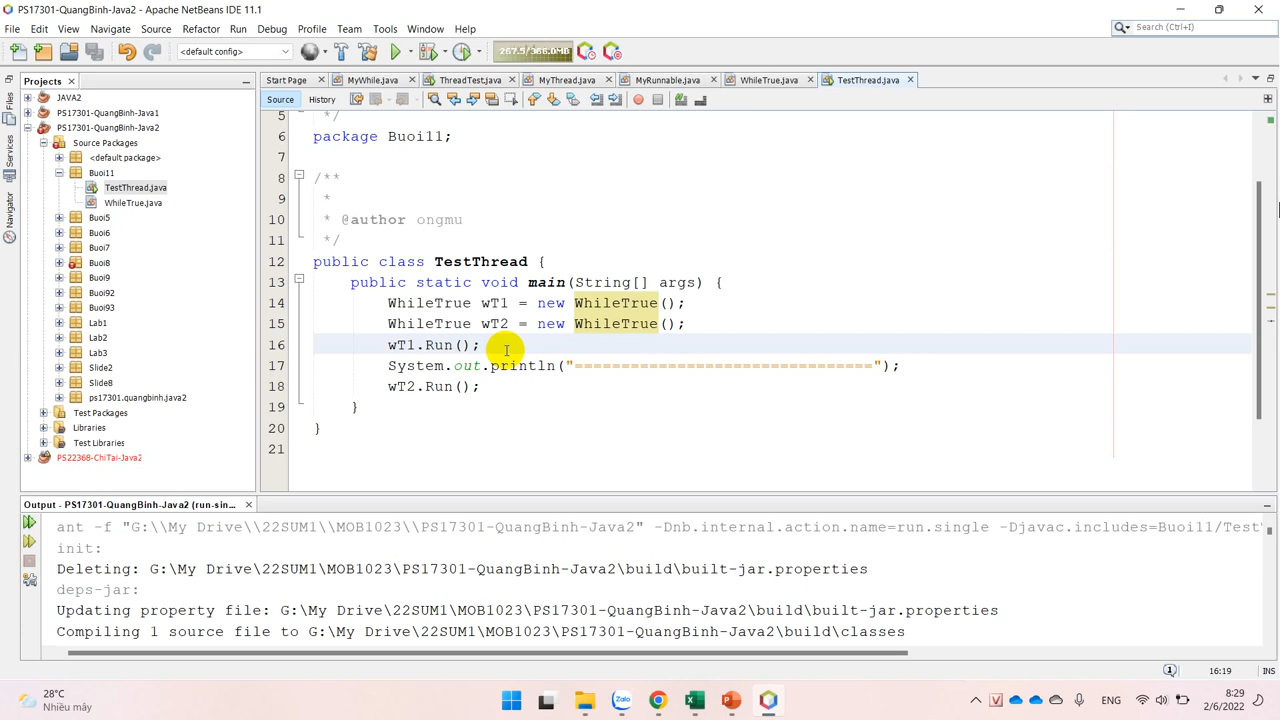 PS17301-QuangBinh-Java2 - Apache NetBeans IDE 11.1
File Edit View Navigate Source Refactor Run Debug Profile Team Tools Window Help
Search (Ctrl+I)
<default config>
267.5/366.0MB
Projects
Start Page MyWhile.java ThreadTest.java MyThread.java MyRunnable.java WhileTrue.java TestThread.java
Source History
Files
Services
Navigator
JAVA2
PS17301-QuangBinh-Java1
PS17301-QuangBinh-Java2
Source Packages
<default package>
Buoi11
TestThread.java
WhileTrue.java
Buoi5
Buoi6
Buoi7
Buoi8
Buoi9
Buoi92
Buoi93
Lab1
Lab2
Lab3
Slide2
Slide8
ps17301.quangbinh.java2
Test Packages
Libraries
Test Libraries
PS22368-ChiTai-Java2
5 */
6 package Buoi11;
7
8 /**
9 *
10 * @author ongmu
11 */
12 public class TestThread {
13 public static void main(String[] args) {
14 WhileTrue wT1 = new WhileTrue();
15 WhileTrue wT2 = new WhileTrue();
16 wT1.Run();
17 System.out.println("================================");
18 wT2.Run();
19 }
20 }
21
Output - PS17301-QuangBinh-Java2 (run-sin...
ant -f "G:\\My Drive\\22SUM1\\MOB1023\\PS17301-QuangBinh-Java2" -Dnb.internal.action.name=run.single -Djavac.includes=Buoi11/Test
init:
Deleting: G:\My Drive\22SUM1\MOB1023\PS17301-QuangBinh-Java2\build\built-jar.properties
deps-jar:
Updating property file: G:\My Drive\22SUM1\MOB1023\PS17301-QuangBinh-Java2\build\built-jar.properties
Compiling 1 source file to G:\My Drive\22SUM1\MOB1023\PS17301-QuangBinh-Java2\build\classes
1 16:19 INS
28°C
Nhiều mây
Zalo
ENG
8:29
2/6/2022